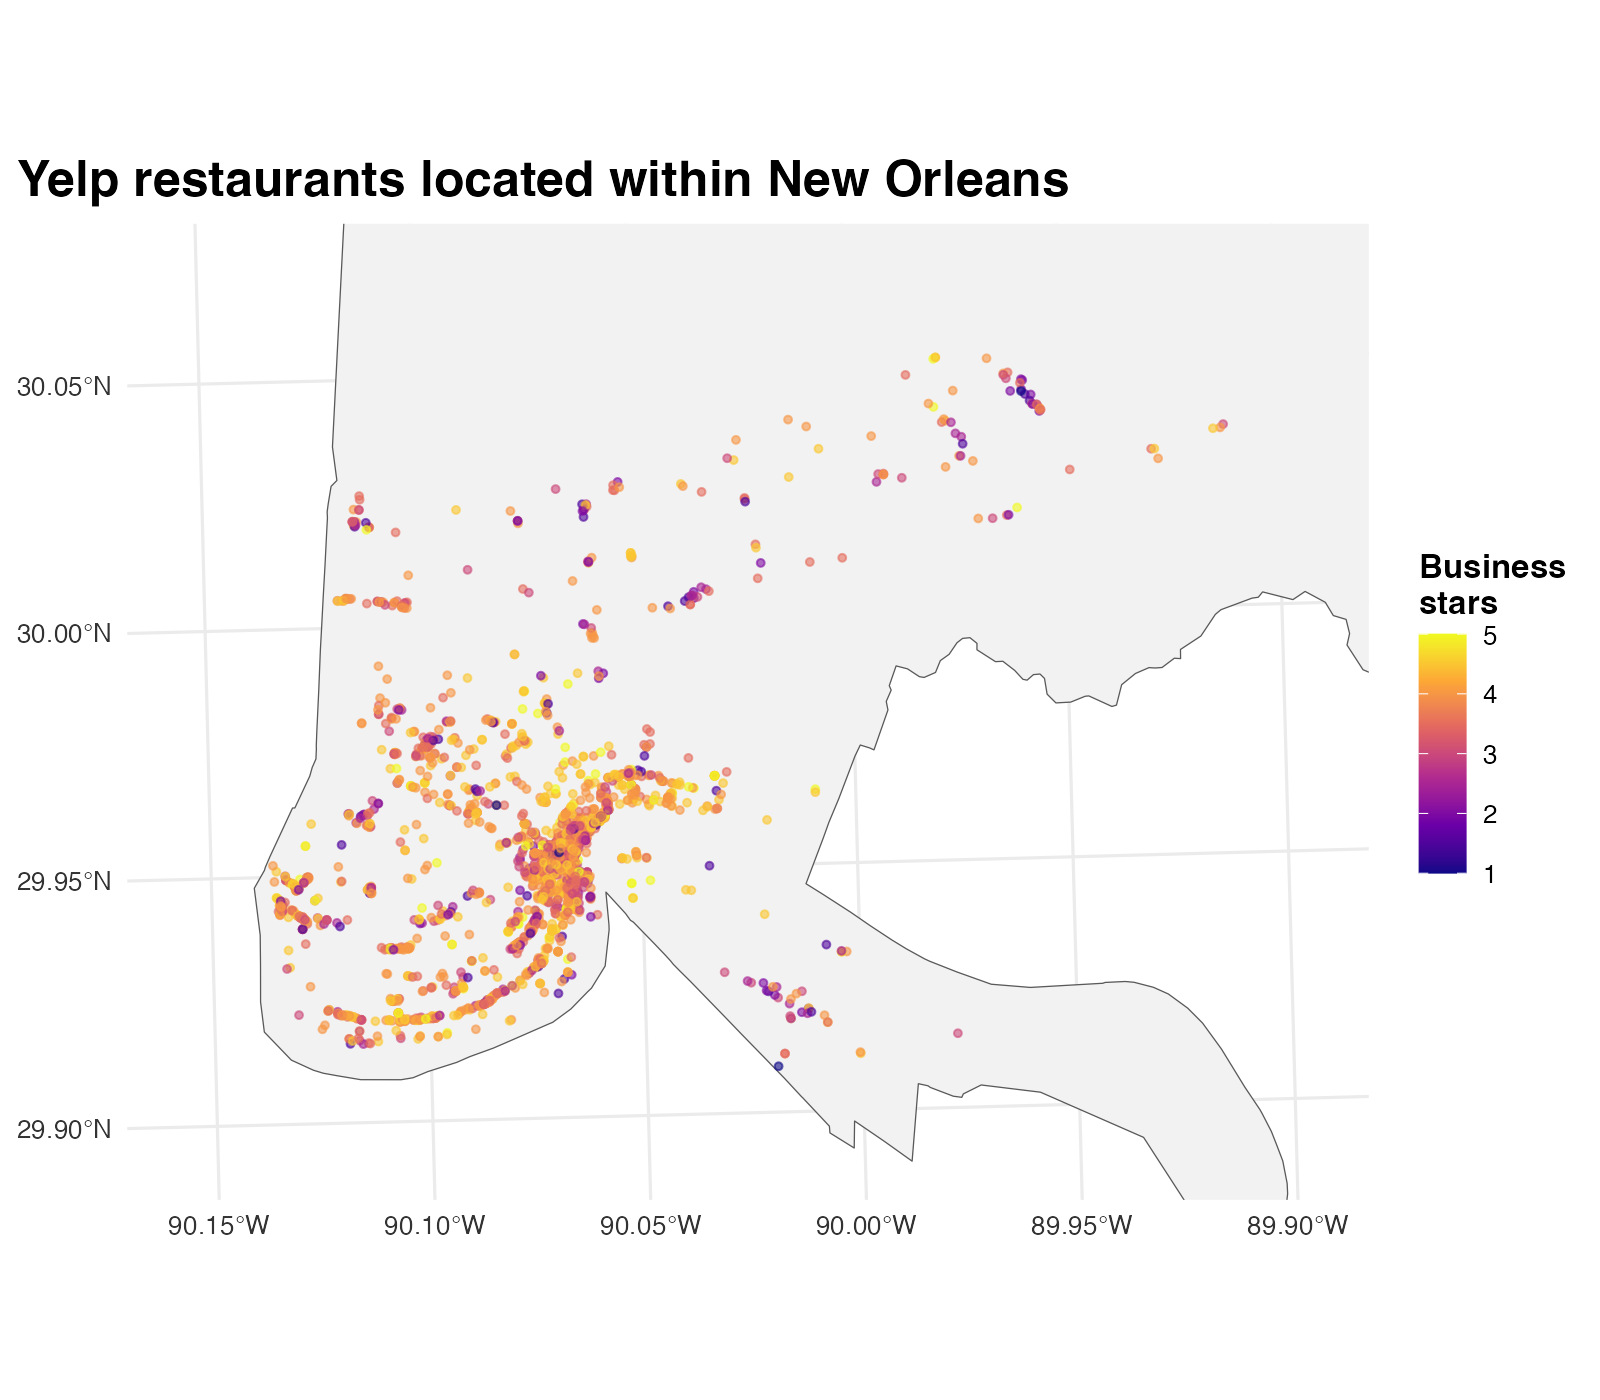 Yelp restaurants located within New Orleans
30.05°N
30.00°N
29.95°N
29.90°N
90.15°W
90.10°W
90.05°W
90.00°W
89.95°W
89.90°W
Business
stars
5
4
3
2
1